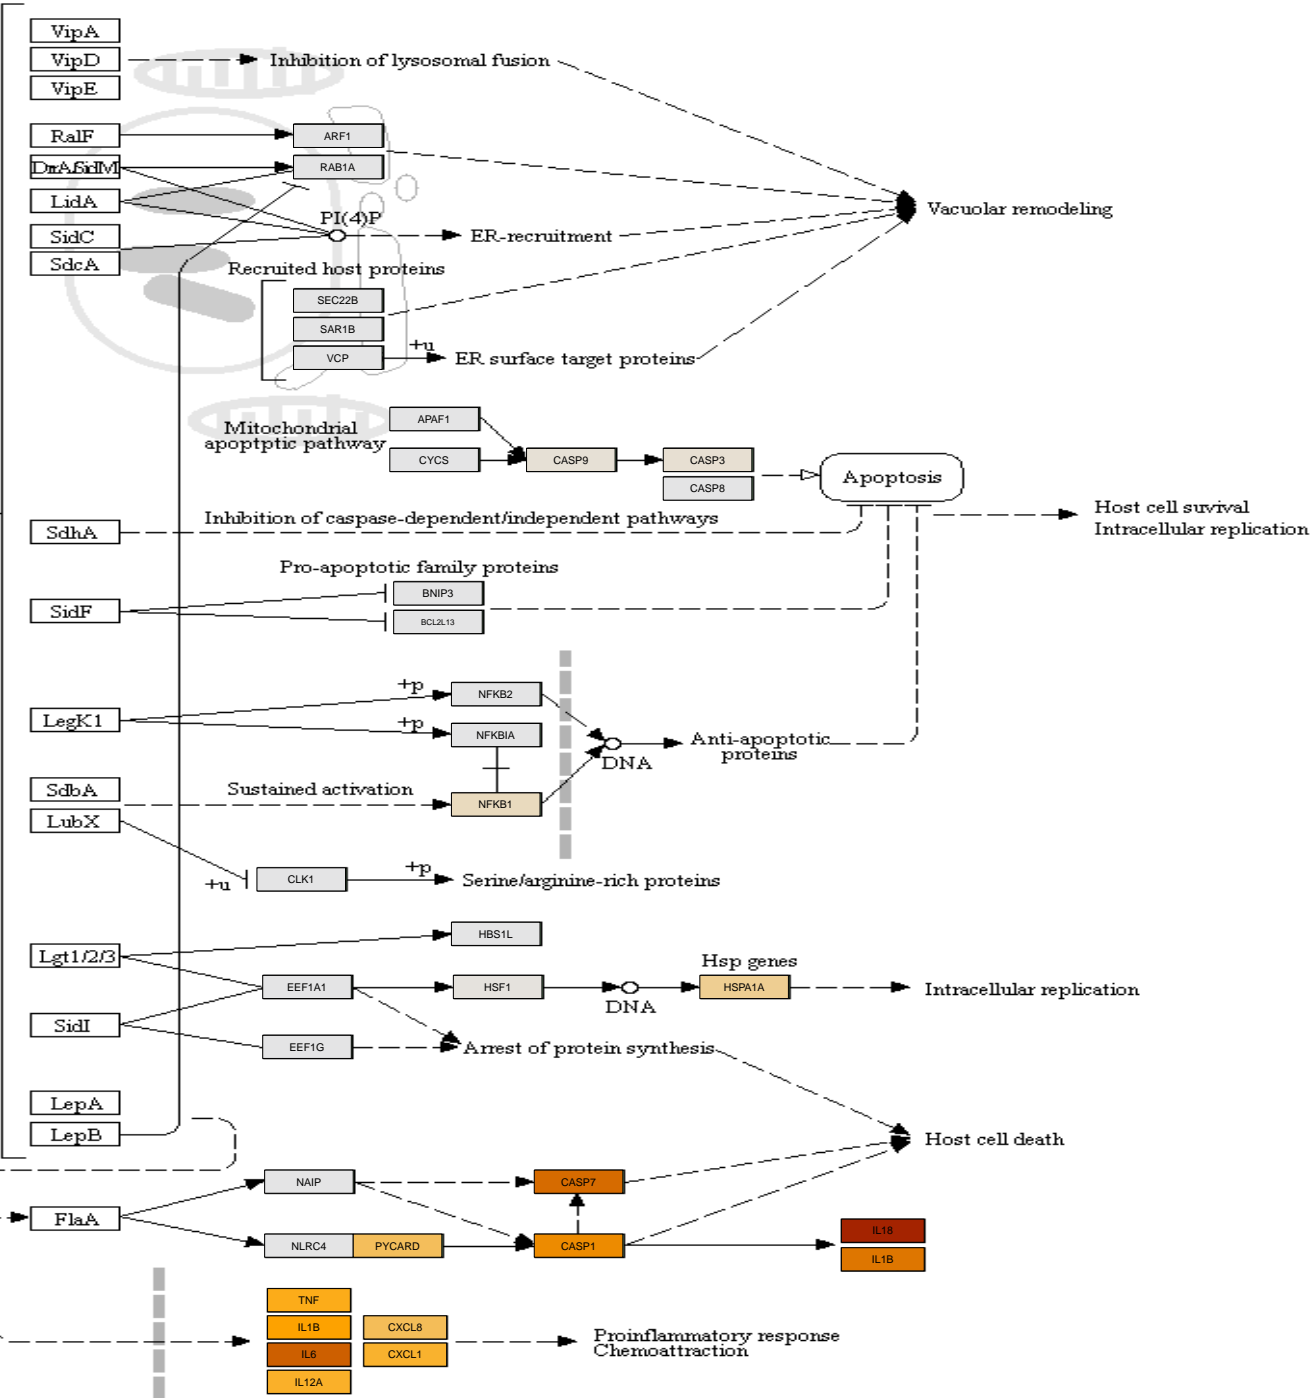 VipA
VipD
Inhibition of lysosomal fusion
VipE
RalF
ARF1
DrrA/SidM
RAB1A
LidA
Vacuolar remodeling
PI(4)P
SidC
ER-recruitment
SdcA
Recruited host proteins
SEC22B
SAR1B
+u
VCP
ER surface target proteins
APAF1
Mitochondrial
apoptptic pathway
CYCS
CASP9
CASP3
CASP8
Apoptosis
Host cell suvival
Inhibition of caspase-dependent/independent pathways
Intracellular replication
SdhA
Pro-apoptotic family proteins
BNIP3
SidF
BCL2L13
+p
NFKB2
LegK1
+p
NFKBIA
Anti-apoptotic
proteins
DNA
SdbA
Sustained activation
NFKB1
LubX
+p
+u
CLK1
Serine/arginine-rich proteins
HBS1L
Lgt1/2/3
Hsp genes
EEF1A1
HSF1
HSPA1A
Intracellular replication
DNA
SidI
EEF1G
Arrest of protein synthesis
LepA
LepB
Host cell death
NAIP
CASP7
FlaA
IL18
NLRC4
PYCARD
CASP1
IL1B
TNF
IL1B
CXCL8
Proinflammatory response
IL6
CXCL1
Chemoattraction
IL12A